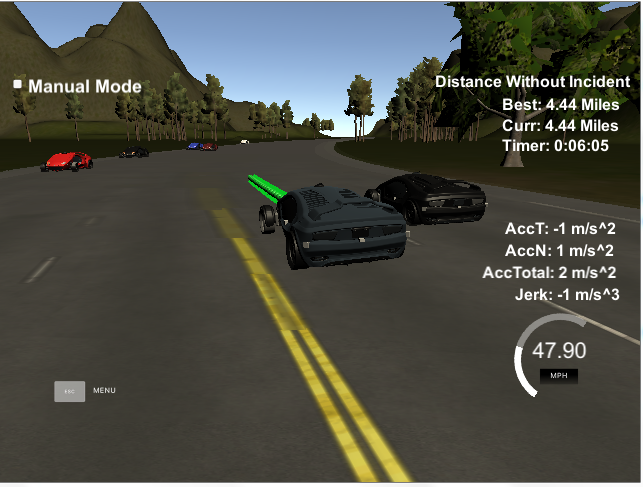 Manual Mode
Distance Without Incident
Best: 4.44 Miles
Curr: 4.44 Miles
Timer: 0:06:05
AccT: -1 m/s^2
AccN: 1 m/s^2
AccTotal: 2 m/s^2
Jerk: -1 m/s^3
47.90
MPH
ESC
MENU